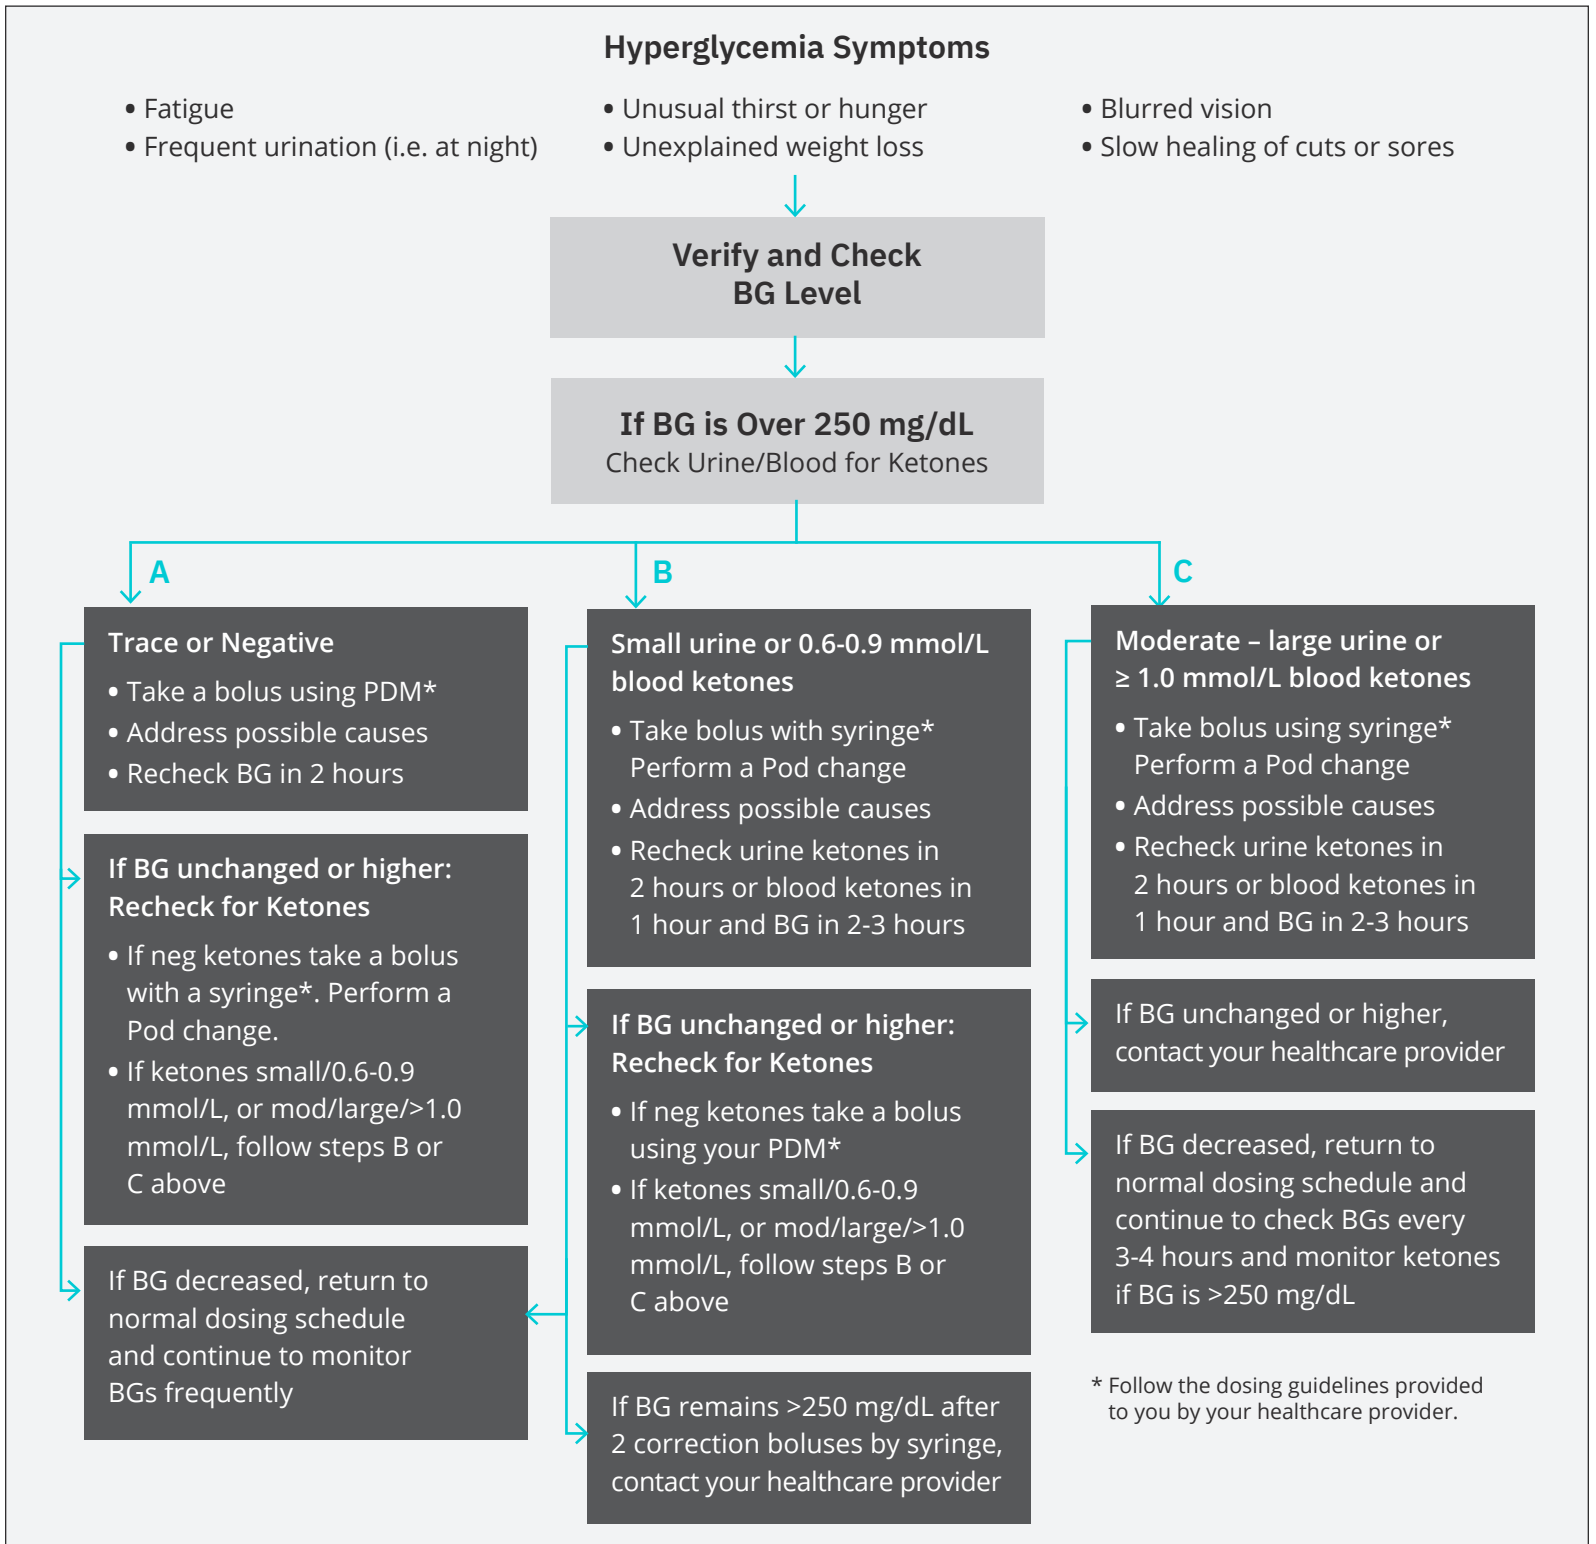 Hyperglycemia Symptoms
• Fatigue
• Frequent urination (i.e. at night)
• Unusual thirst or hunger
• Unexplained weight loss
• Blurred vision
• Slow healing of cuts or sores
Verify and Check
BG Level
If BG is Over 250 mg/dL
Check Urine/Blood for Ketones
A
Trace or Negative
• Take a bolus using PDM*
• Address possible causes
• Recheck BG in 2 hours
If BG unchanged or higher:
Recheck for Ketones
• If neg ketones take a bolus
with a syringe*. Perform a
Pod change.
• If ketones small/0.6-0.9
mmol/L, or mod/large/>1.0
mmol/L, follow steps B or
C above
If BG decreased, return to
normal dosing schedule
and continue to monitor
BGs frequently
B
Small urine or 0.6-0.9 mmol/L
blood ketones
• Take bolus with syringe*
Perform a Pod change
• Address possible causes
• Recheck urine ketones in
2 hours or blood ketones in
1 hour and BG in 2-3 hours
If BG unchanged or higher:
Recheck for Ketones
• If neg ketones take a bolus
using your PDM*
• If ketones small/0.6-0.9
mmol/L, or mod/large/>1.0
mmol/L, follow steps B or
C above
If BG remains >250 mg/dL after
2 correction boluses by syringe,
contact your healthcare provider
C
Moderate – large urine or
≥ 1.0 mmol/L blood ketones
• Take bolus using syringe*
Perform a Pod change
• Address possible causes
• Recheck urine ketones in
2 hours or blood ketones in
1 hour and BG in 2-3 hours
If BG unchanged or higher,
contact your healthcare provider
If BG decreased, return to
normal dosing schedule and
continue to check BGs every
3-4 hours and monitor ketones
if BG is >250 mg/dL
* Follow the dosing guidelines provided
to you by your healthcare provider.